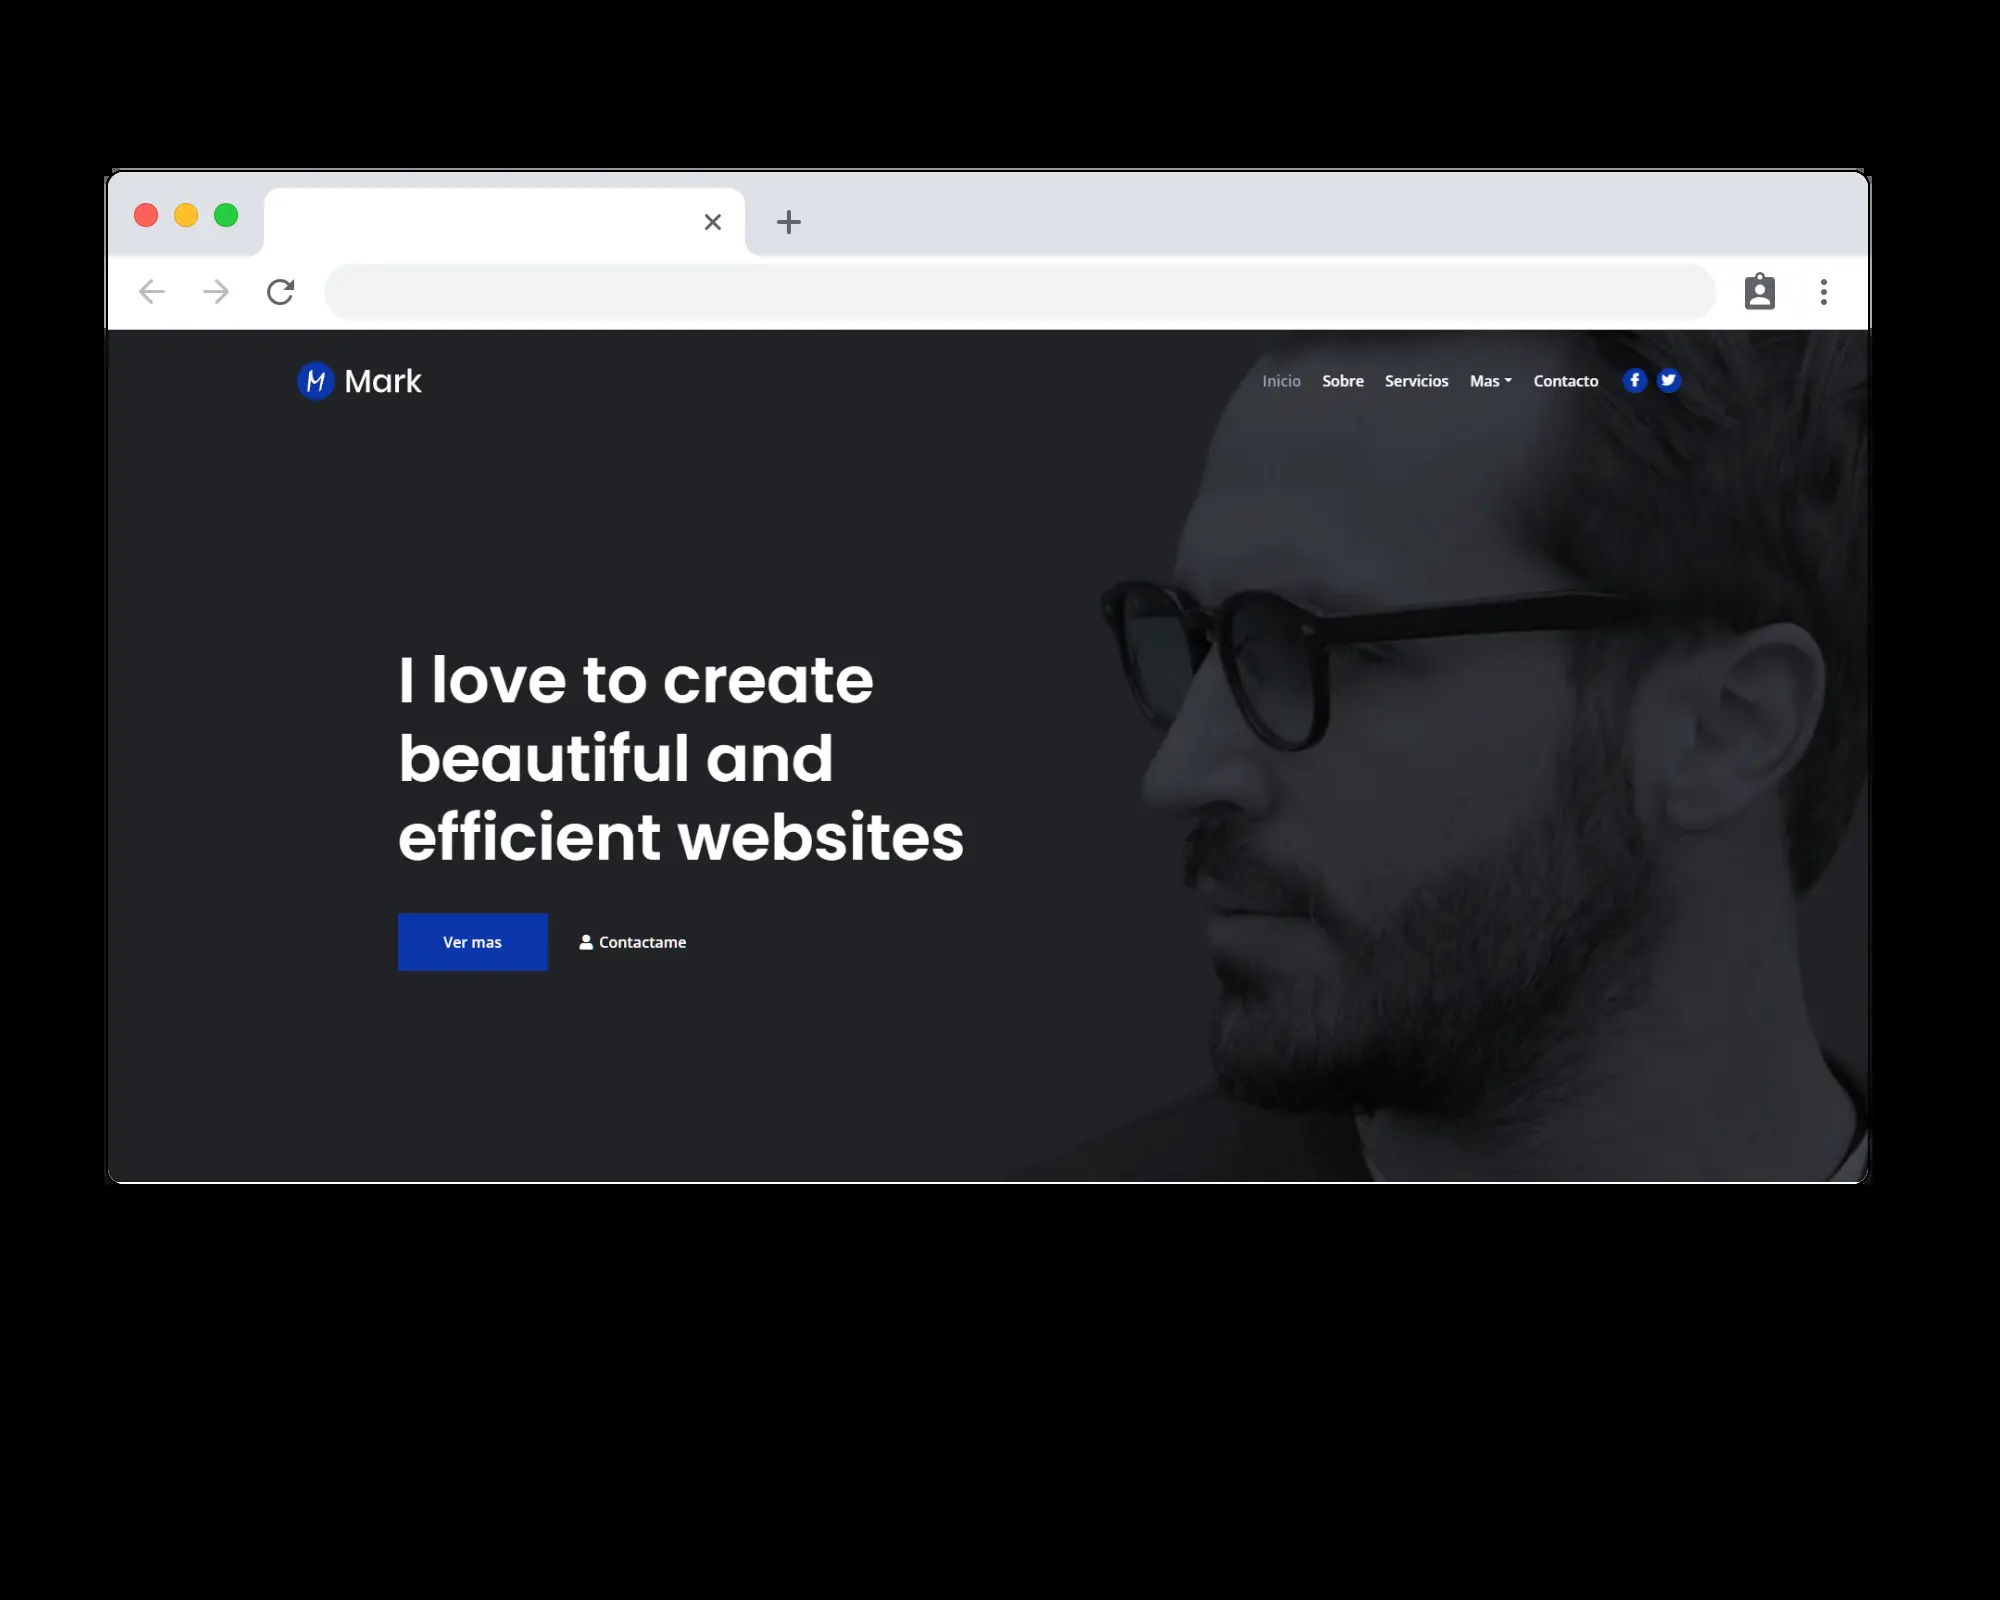 M Mark
Inicio Sobre Servicios Mas Contacto
I love to create
beautiful and
efficient websites
Ver mas Contactame